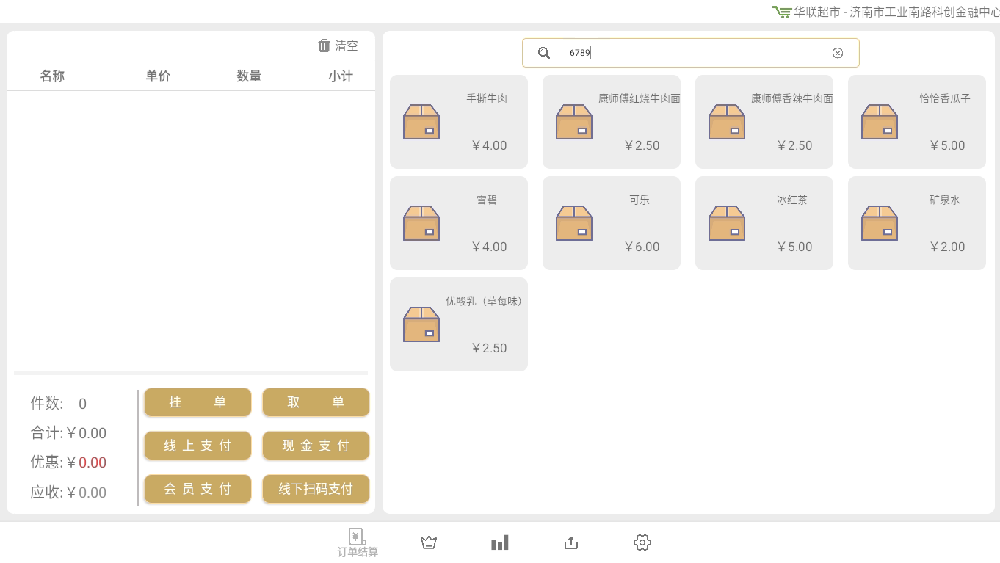 华联超市 - 济南市工业南路科创金融中心
清空
名称 单价 数量 小计
6789
手撕牛肉
￥4.00
康师傅红烧牛肉面
￥2.50
康师傅香辣牛肉面
￥2.50
恰恰香瓜子
￥5.00
雪碧
￥4.00
可乐
￥6.00
冰红茶
￥5.00
矿泉水
￥2.00
优酸乳（草莓味）
￥2.50
件数: 0
合计:￥0.00
优惠:￥0.00
应收:￥0.00
挂 单
取 单
线 上 支 付
现 金 支 付
会 员 支 付
线下扫码支付
订单结算